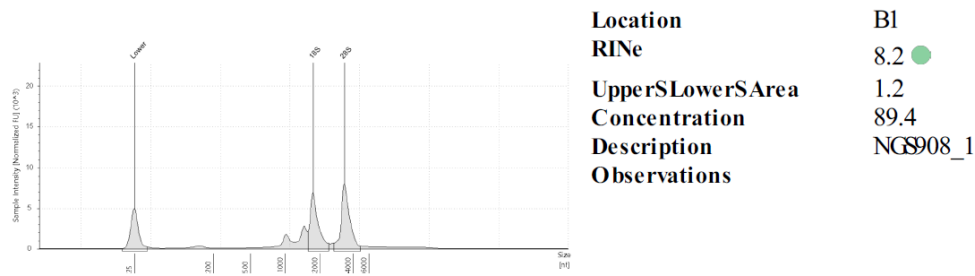 Lower
18S
28S
Sample Intensity [Normalized FU] (*10^3)
20
15
10
5
0
25
200
500
1000
2000
4000
6000
Size
[nt]
Location B1
RINe 8.2
UpperSLowerSArea 1.2
Concentration 89.4
Description NGS908_1
Observations